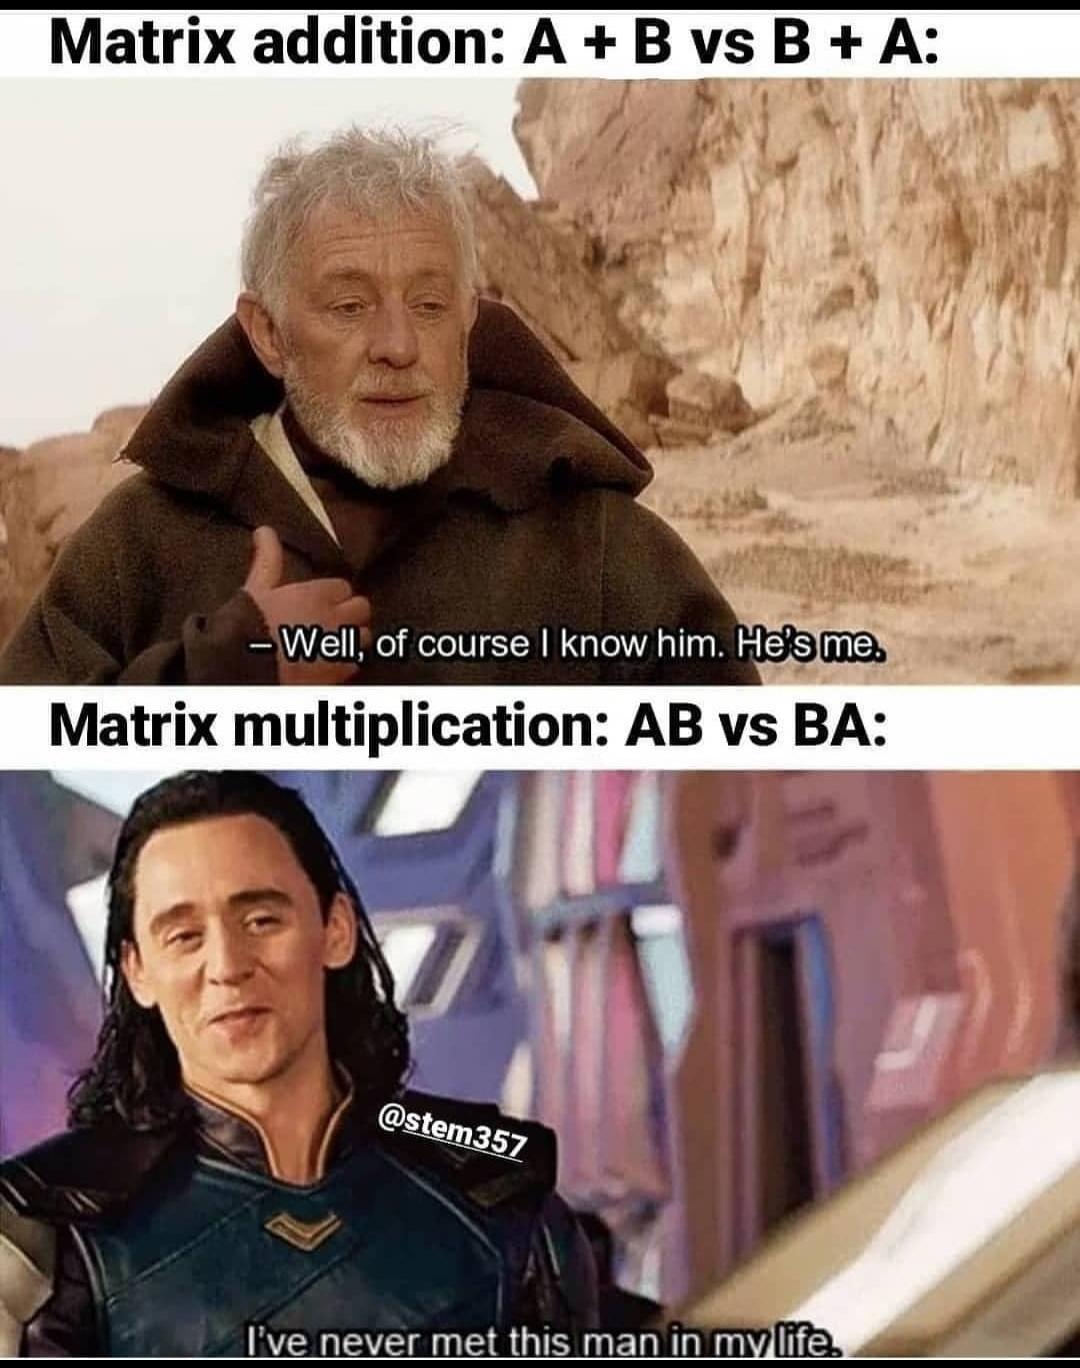 Matrix addition: A + B vs B + A:
– Well, of course I know him. He's me.
Matrix multiplication: AB vs BA:
@stem357
I've never met this man in my life.